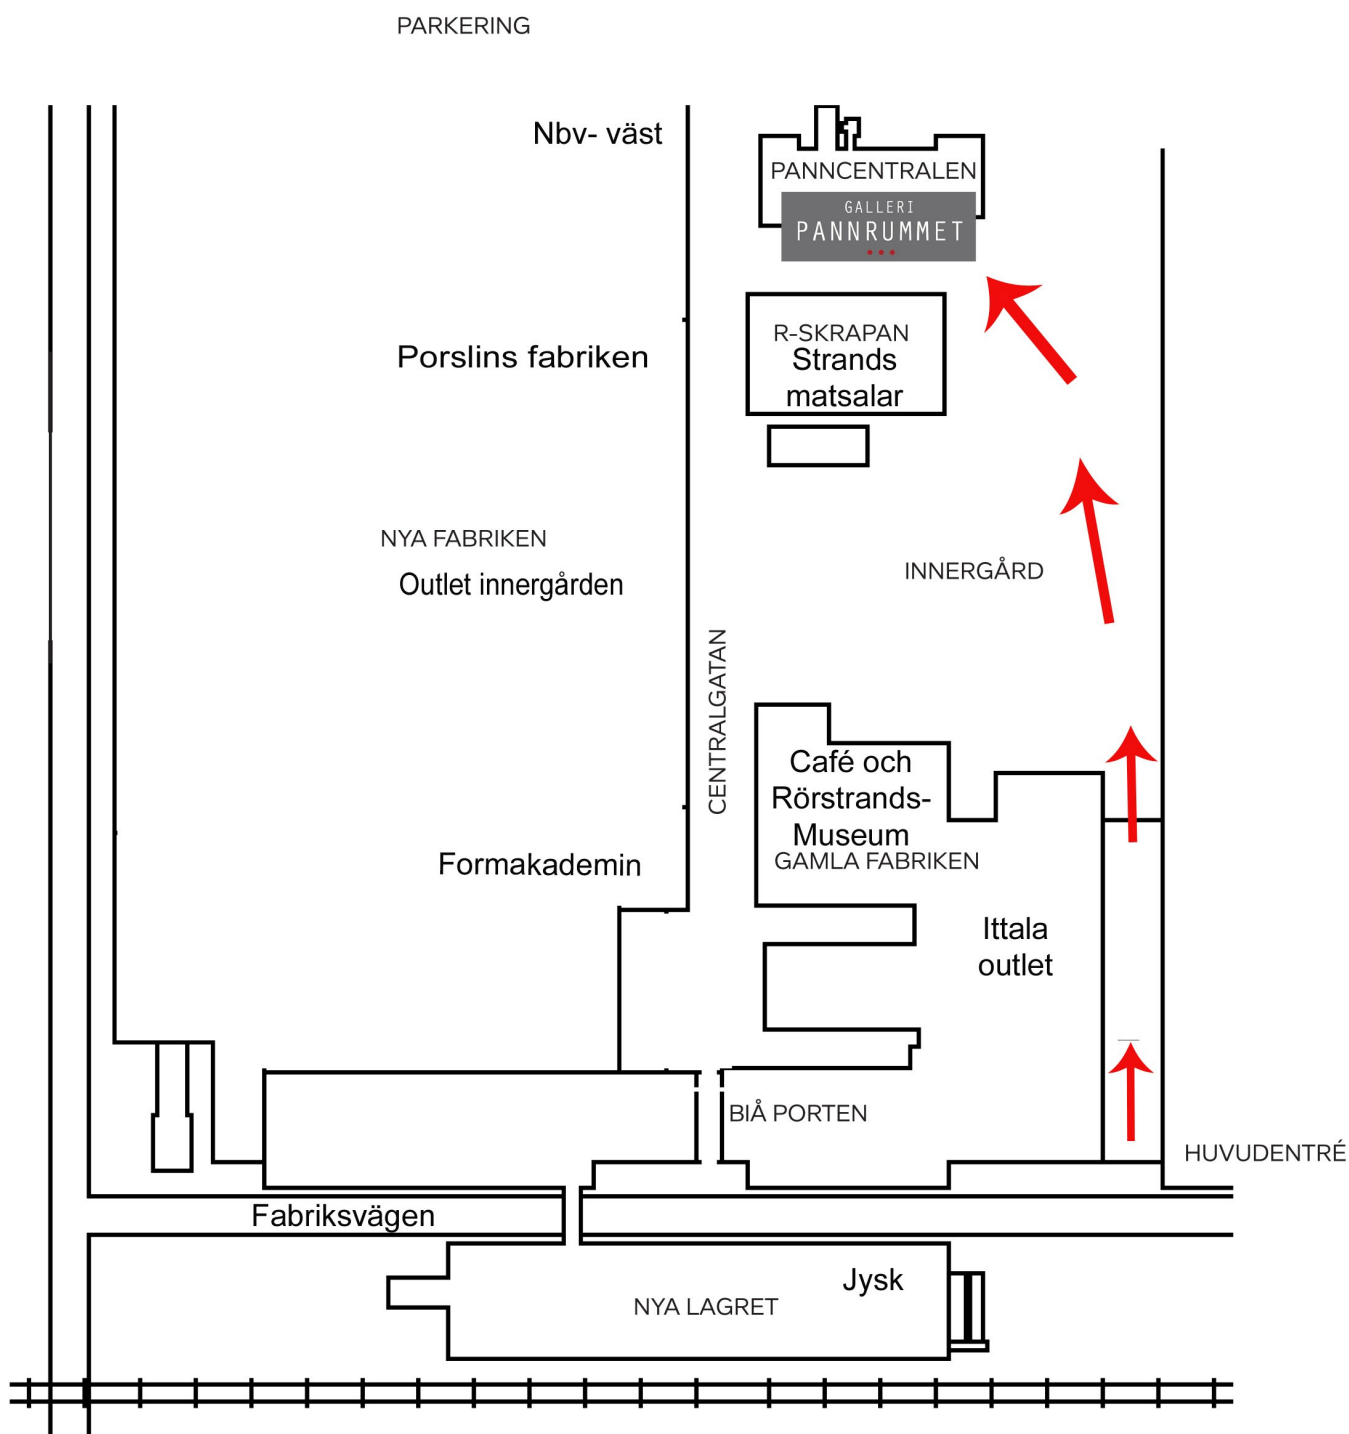 PARKERING
Nbv- väst
PANNCENTRALEN
GALLERI
PANNRUMMET
R-SKRAPAN
Strands
matsalar
Porslins fabriken
NYA FABRIKEN
Outlet innergården
INNERGÅRD
CENTRALGATAN
Café och
Rörstrands-
Museum
GAMLA FABRIKEN
Formakademin
Ittala
outlet
BIÅ PORTEN
HUVUDENTRÉ
Fabriksvägen
Jysk
NYA LAGRET